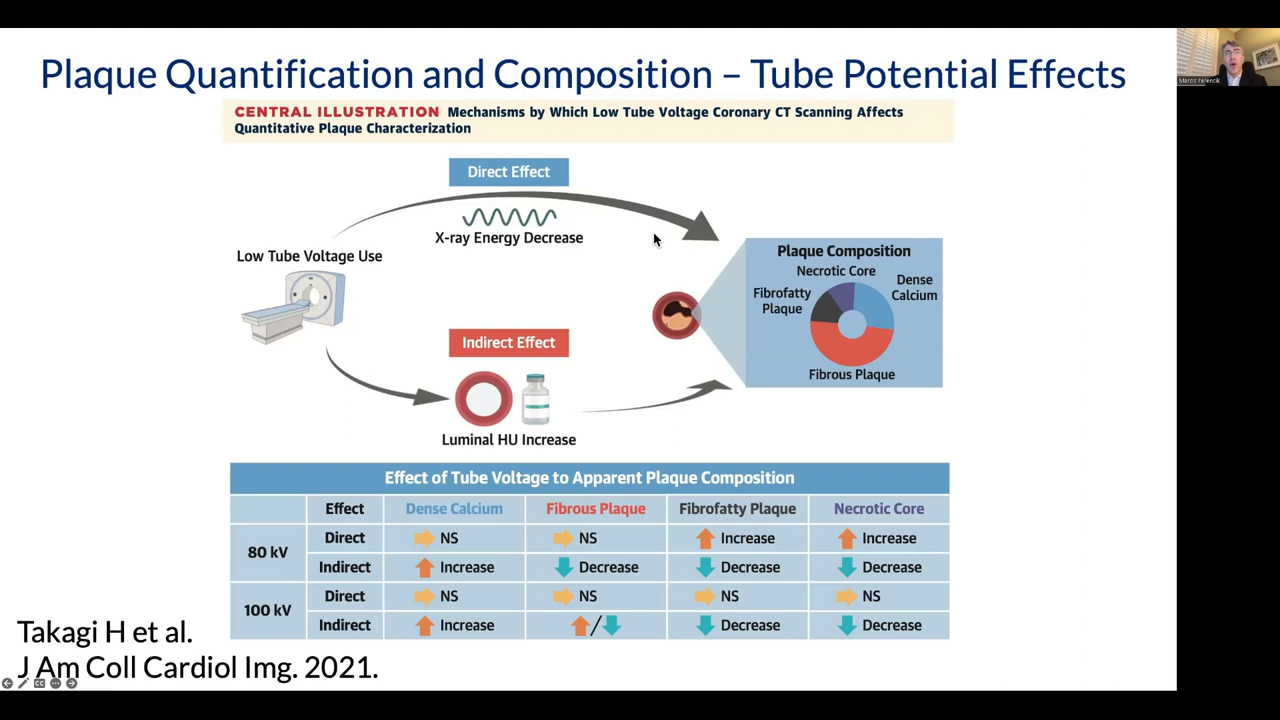 Plaque Quantification and Composition – Tube Potential Effects
CENTRAL ILLUSTRATION Mechanisms by Which Low Tube Voltage Coronary CT Scanning Affects
Quantitative Plaque Characterization
Direct Effect
X-ray Energy Decrease
Low Tube Voltage Use
Indirect Effect
Luminal HU Increase
Plaque Composition
Necrotic Core
Dense
Calcium
Fibrofatty
Plaque
Fibrous Plaque
Effect of Tube Voltage to Apparent Plaque Composition
Effect Dense Calcium Fibrous Plaque Fibrofatty Plaque Necrotic Core
80 kV
Direct NS NS Increase Increase
Indirect Increase Decrease Decrease Decrease
100 kV
Direct NS NS NS NS
Indirect Increase / Decrease Decrease
Takagi H et al.
J Am Coll Cardiol Img. 2021.